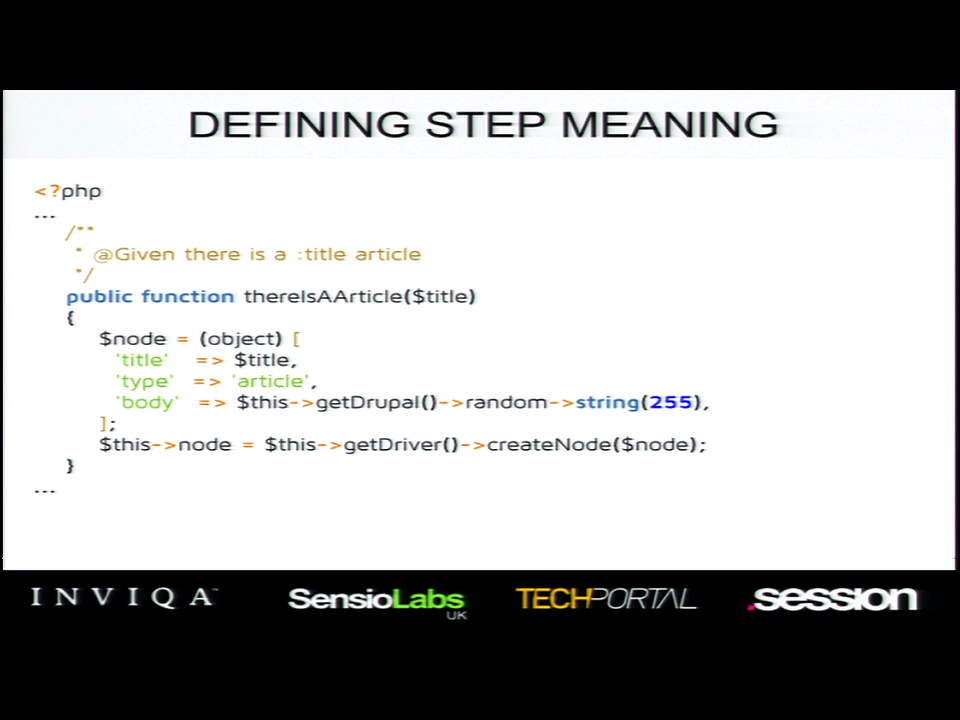 DEFINING STEP MEANING
<?php
...
/**
* @Given there is a :title article
*/
public function thereIsAArticle($title)
{
$node = (object) [
'title' => $title,
'type' => 'article',
'body' => $this->getDrupal()->random->string(255),
];
$this->node = $this->getDriver()->createNode($node);
}
...
INVIQA™ SensioLabs UK TECHPORTAL .session